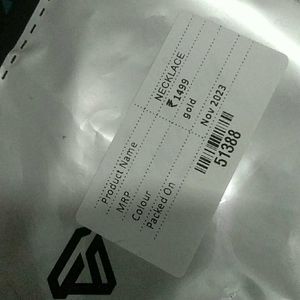 Product Name NECKLACE
MRP ₹1499
Colour gold
Packed On Nov 2023
51388